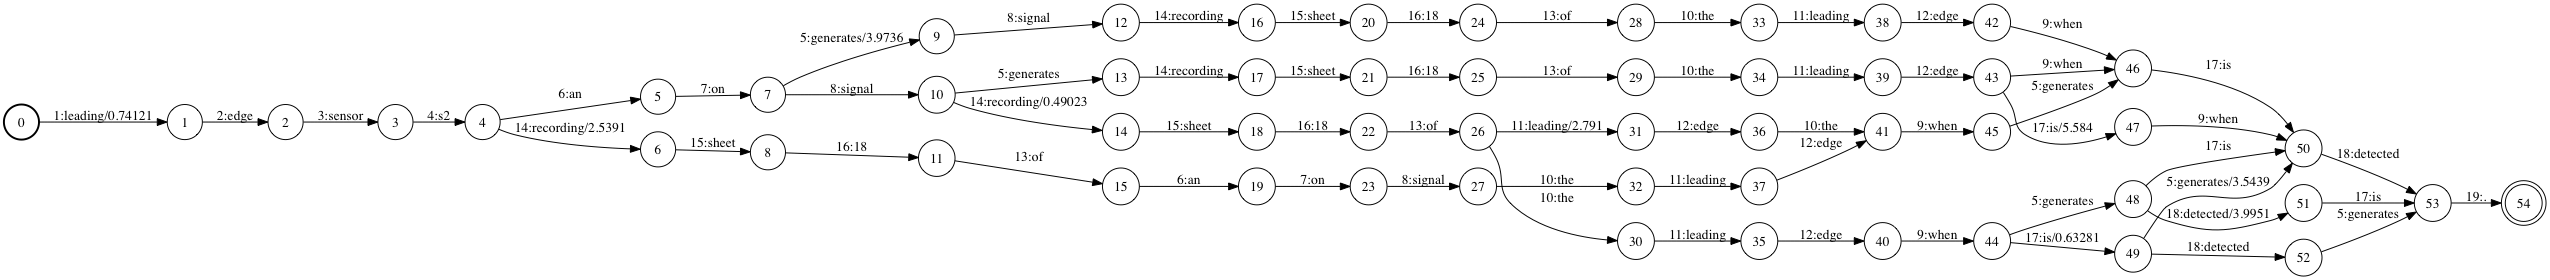 0 1:leading/0.74121 1 2:edge 2 3:sensor 3 4:s2 4
6:an 5 7:on 7
14:recording/2.5391 6 15:sheet 8 16:18 11 13:of 15 6:an 19 7:on 23 8:signal 27 10:the 32 11:leading 37 12:edge
5:generates/3.9736 9 8:signal 12 14:recording 16 15:sheet 20 16:18 24 13:of 28 10:the 33 11:leading 38 12:edge 42 9:when 46
8:signal 10 5:generates 13 14:recording 17 15:sheet 21 16:18 25 13:of 29 10:the 34 11:leading 39 12:edge 43 9:when
14:recording/0.49023 14 15:sheet 18 16:18 22 13:of 26 11:leading/2.791 31 12:edge 36 10:the 41 9:when 45 5:generates
17:is/5.584 47 9:when 50
17:is
10:the 30 11:leading 35 12:edge 40 9:when 44
5:generates 48 17:is
18:detected/3.9951 51 17:is
17:is/0.63281 49 5:generates/3.5439
18:detected 52 5:generates
18:detected 53 19:. 54